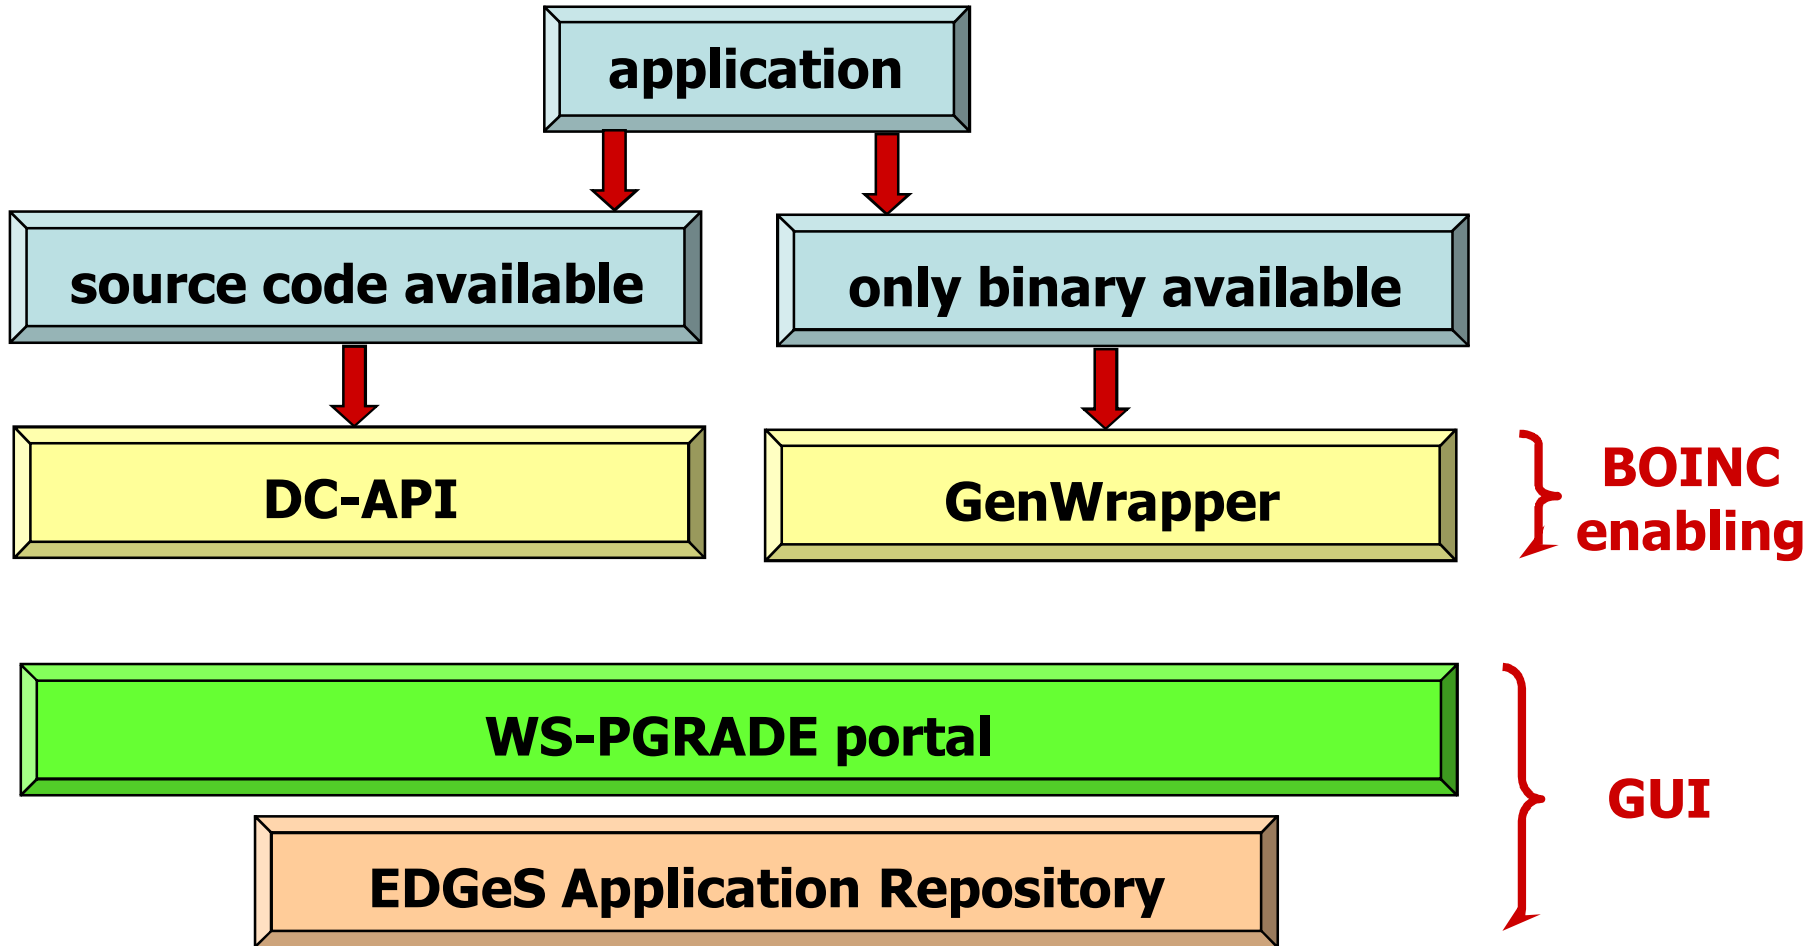 application
source code available
only binary available
DC-API
GenWrapper
BOINC
enabling
WS-PGRADE portal
GUI
EDGeS Application Repository